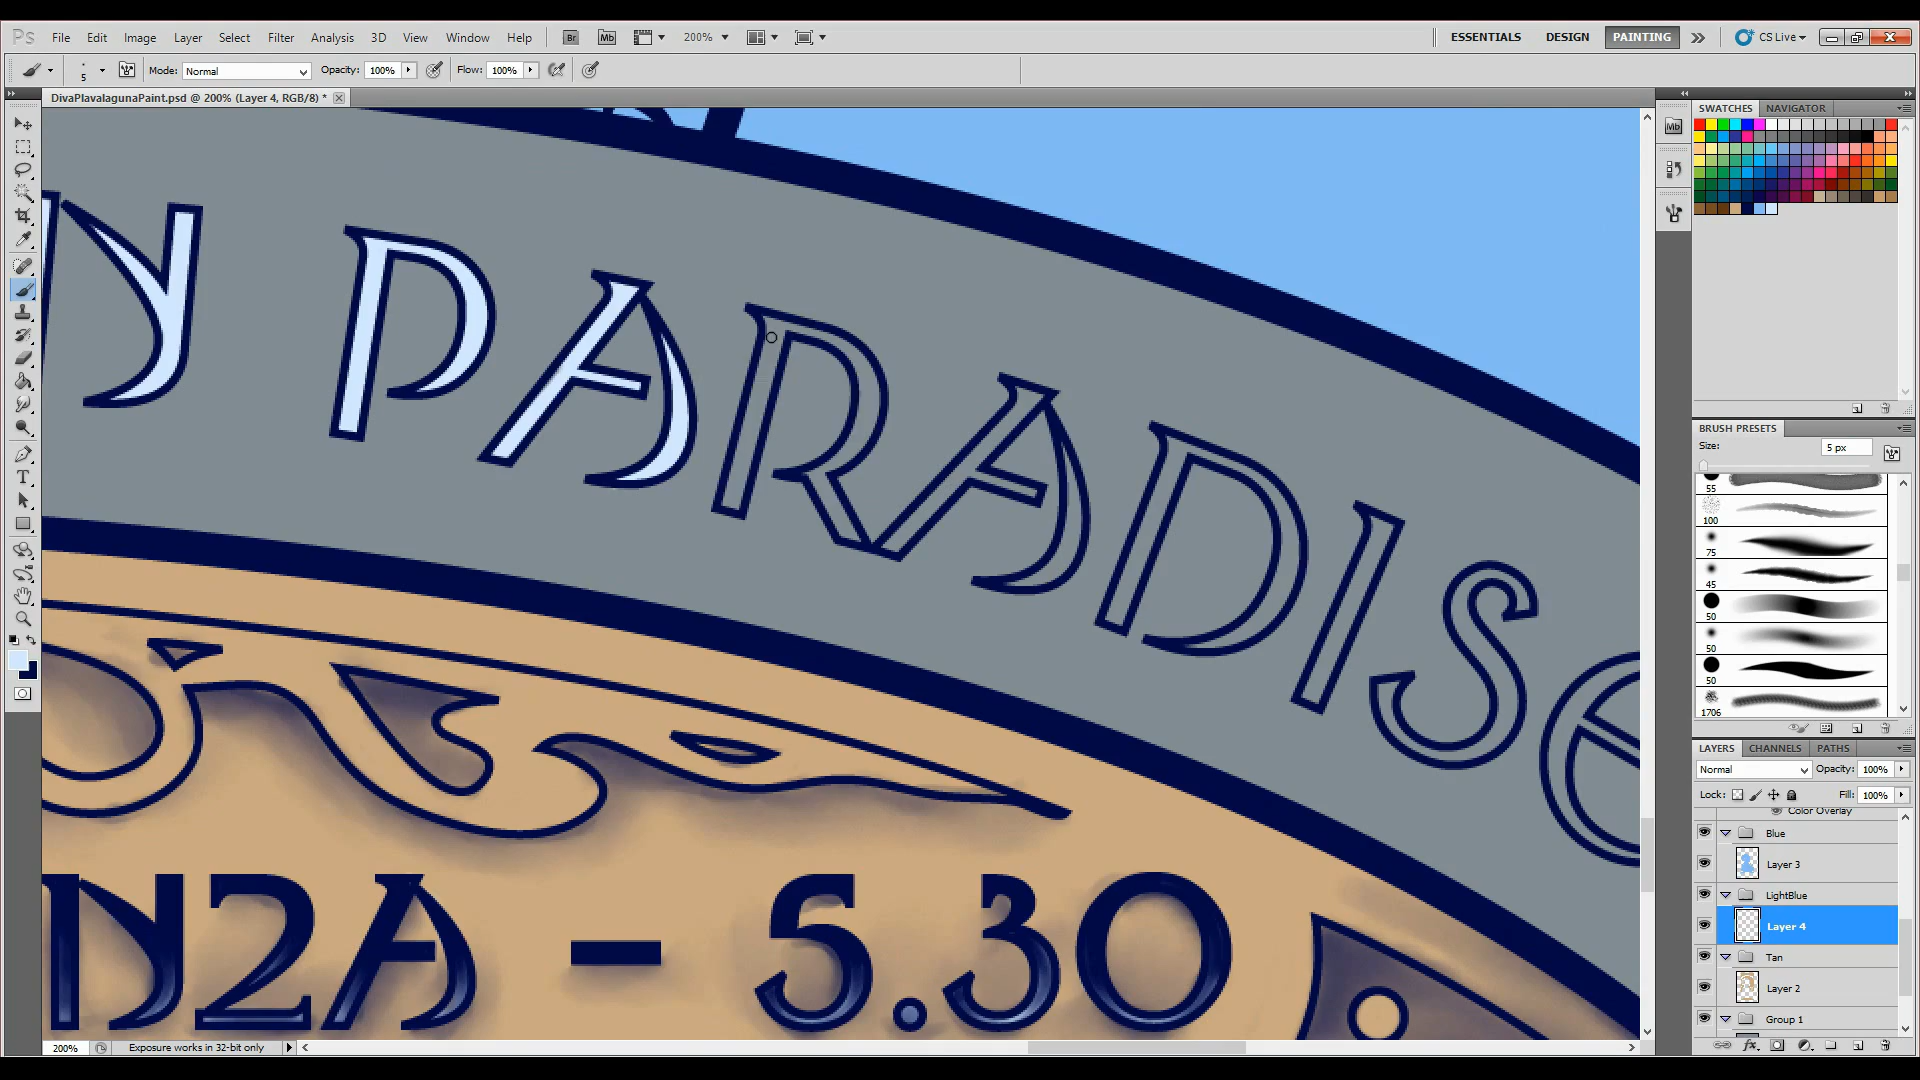 Ps File Edit Image Layer Select Filter Analysis 3D View Window Help Br Mb 200% ESSENTIALS DESIGN PAINTING CS Live
5 Mode: Normal Opacity: 100% Flow: 100%
DivaPlavalagunaPaint.psd @ 200% (Layer 4, RGB/8) *
SWATCHES NAVIGATOR
Mb
Y PARADISE
BRUSH PRESETS
Size: 5 px
55
100
75
45
50
50
50
1706
LAYERS CHANNELS PATHS
Normal Opacity: 100%
Lock: Fill: 100%
Color Overlay
Blue
Layer 3
LightBlue
Layer 4
Tan
Layer 2
Group 1
N2A - 5.30
200% Exposure works in 32-bit only